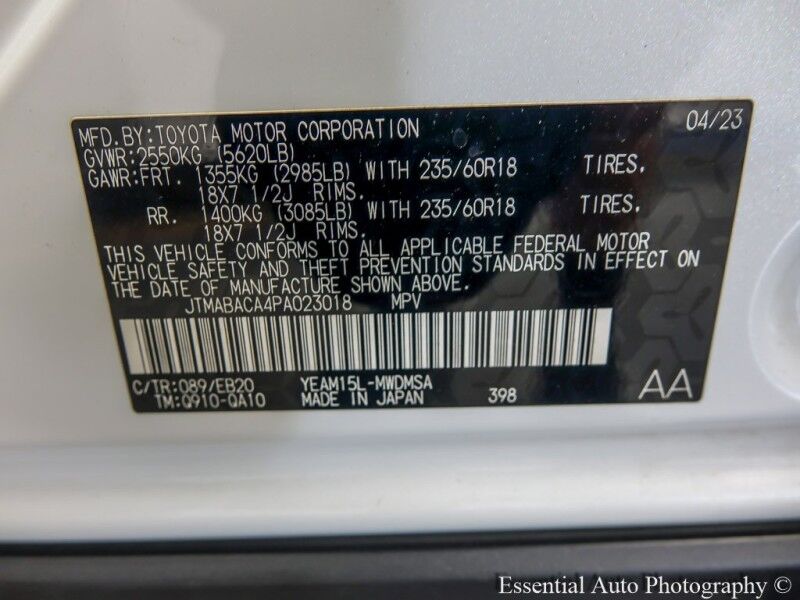 MFD.BY:TOYOTA MOTOR CORPORATION 04/23
GVWR:2550KG (5620LB)
GAWR:FRT. 1355KG (2985LB) WITH 235/60R18 TIRES.
18X7 1/2J RIMS.
RR. 1400KG (3085LB) WITH 235/60R18 TIRES.
18X7 1/2J RIMS.
THIS VEHICLE CONFORMS TO ALL APPLICABLE FEDERAL MOTOR
VEHICLE SAFETY AND THEFT PREVENTION STANDARDS IN EFFECT ON
THE DATE OF MANUFACTURE SHOWN ABOVE.
JTMABACA4PA023018 MPV
C/TR:089/EB20 YEAM15L-MWDMSA
TM:Q910-QA10 MADE IN JAPAN 398 AA
Essential Auto Photography ©